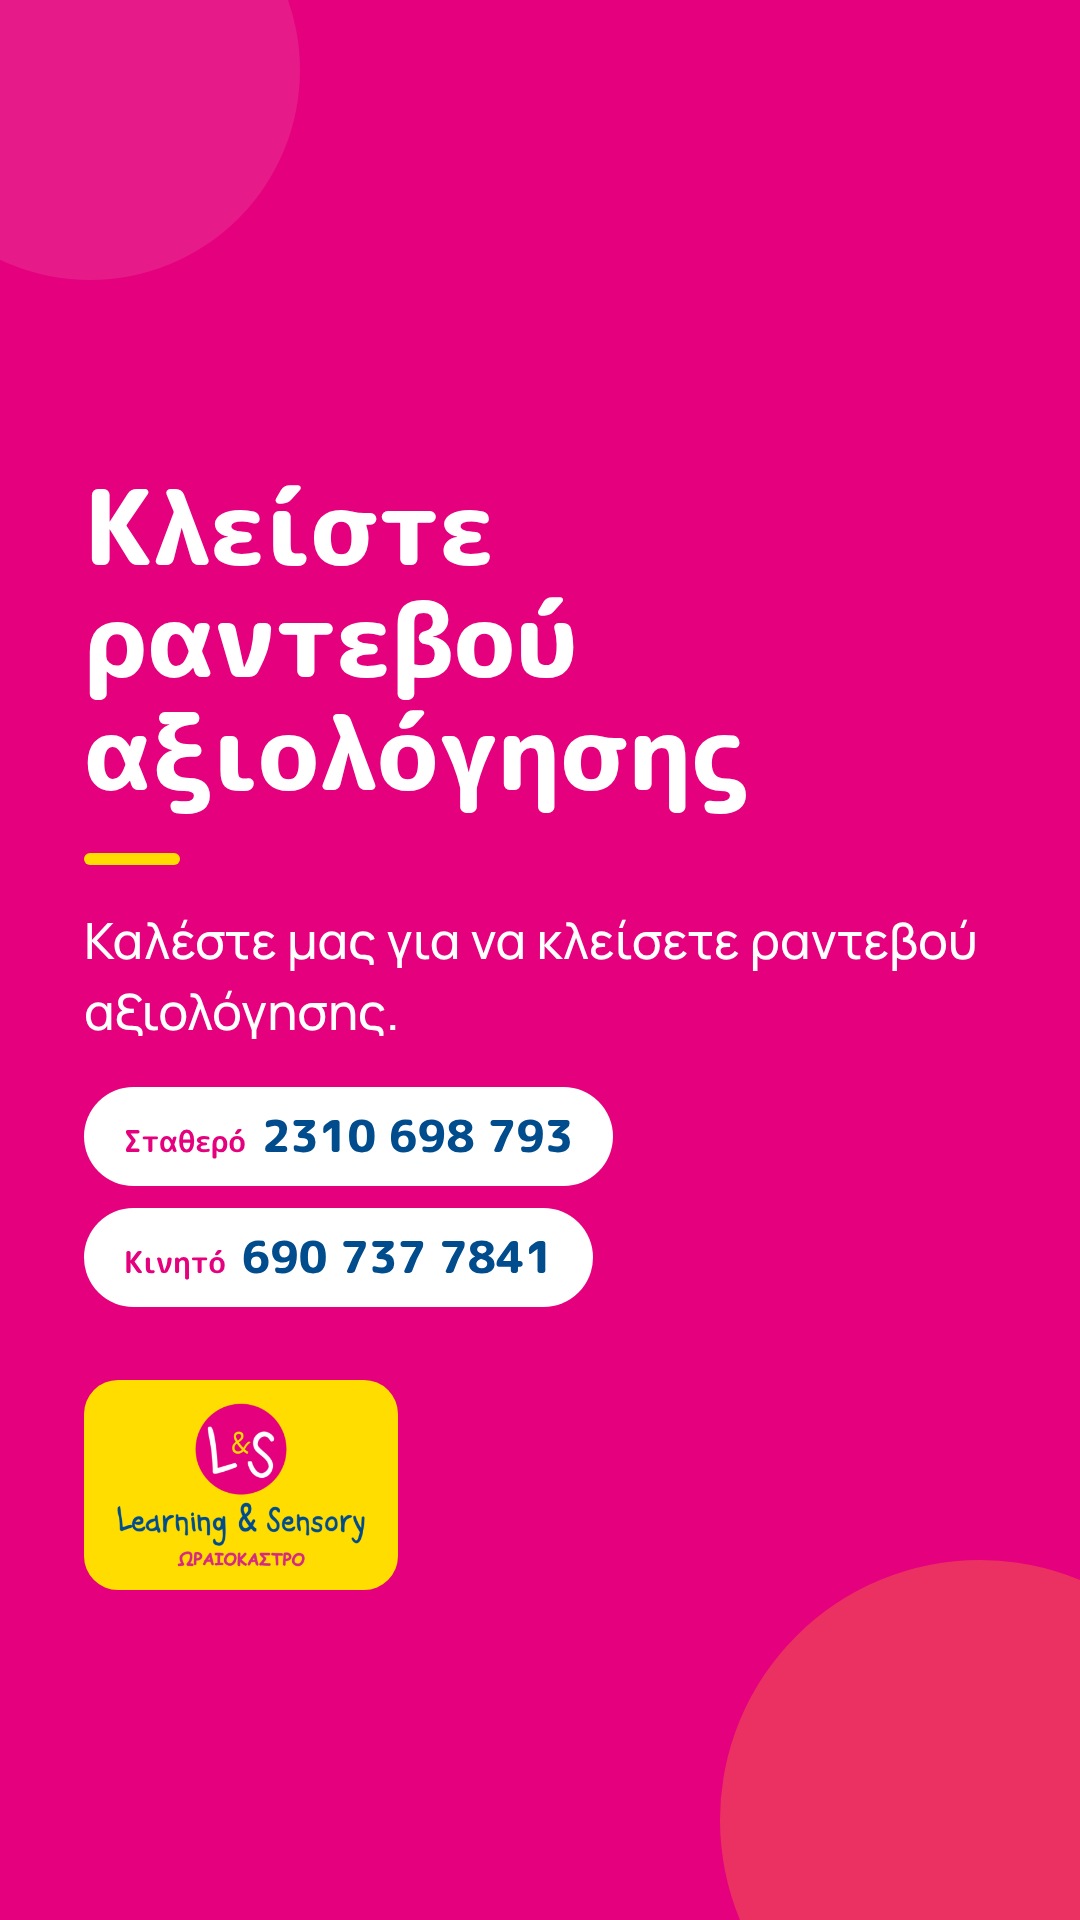 Κλείστε
ραντεβού
αξιολόγησης
Καλέστε μας για να κλείσετε ραντεβού
αξιολόγησης.
Σταθερό 2310 698 793
Κινητό 690 737 7841
L&S
Learning & Sensory
ΩΡΑΙΟΚΑΣΤΡΟ